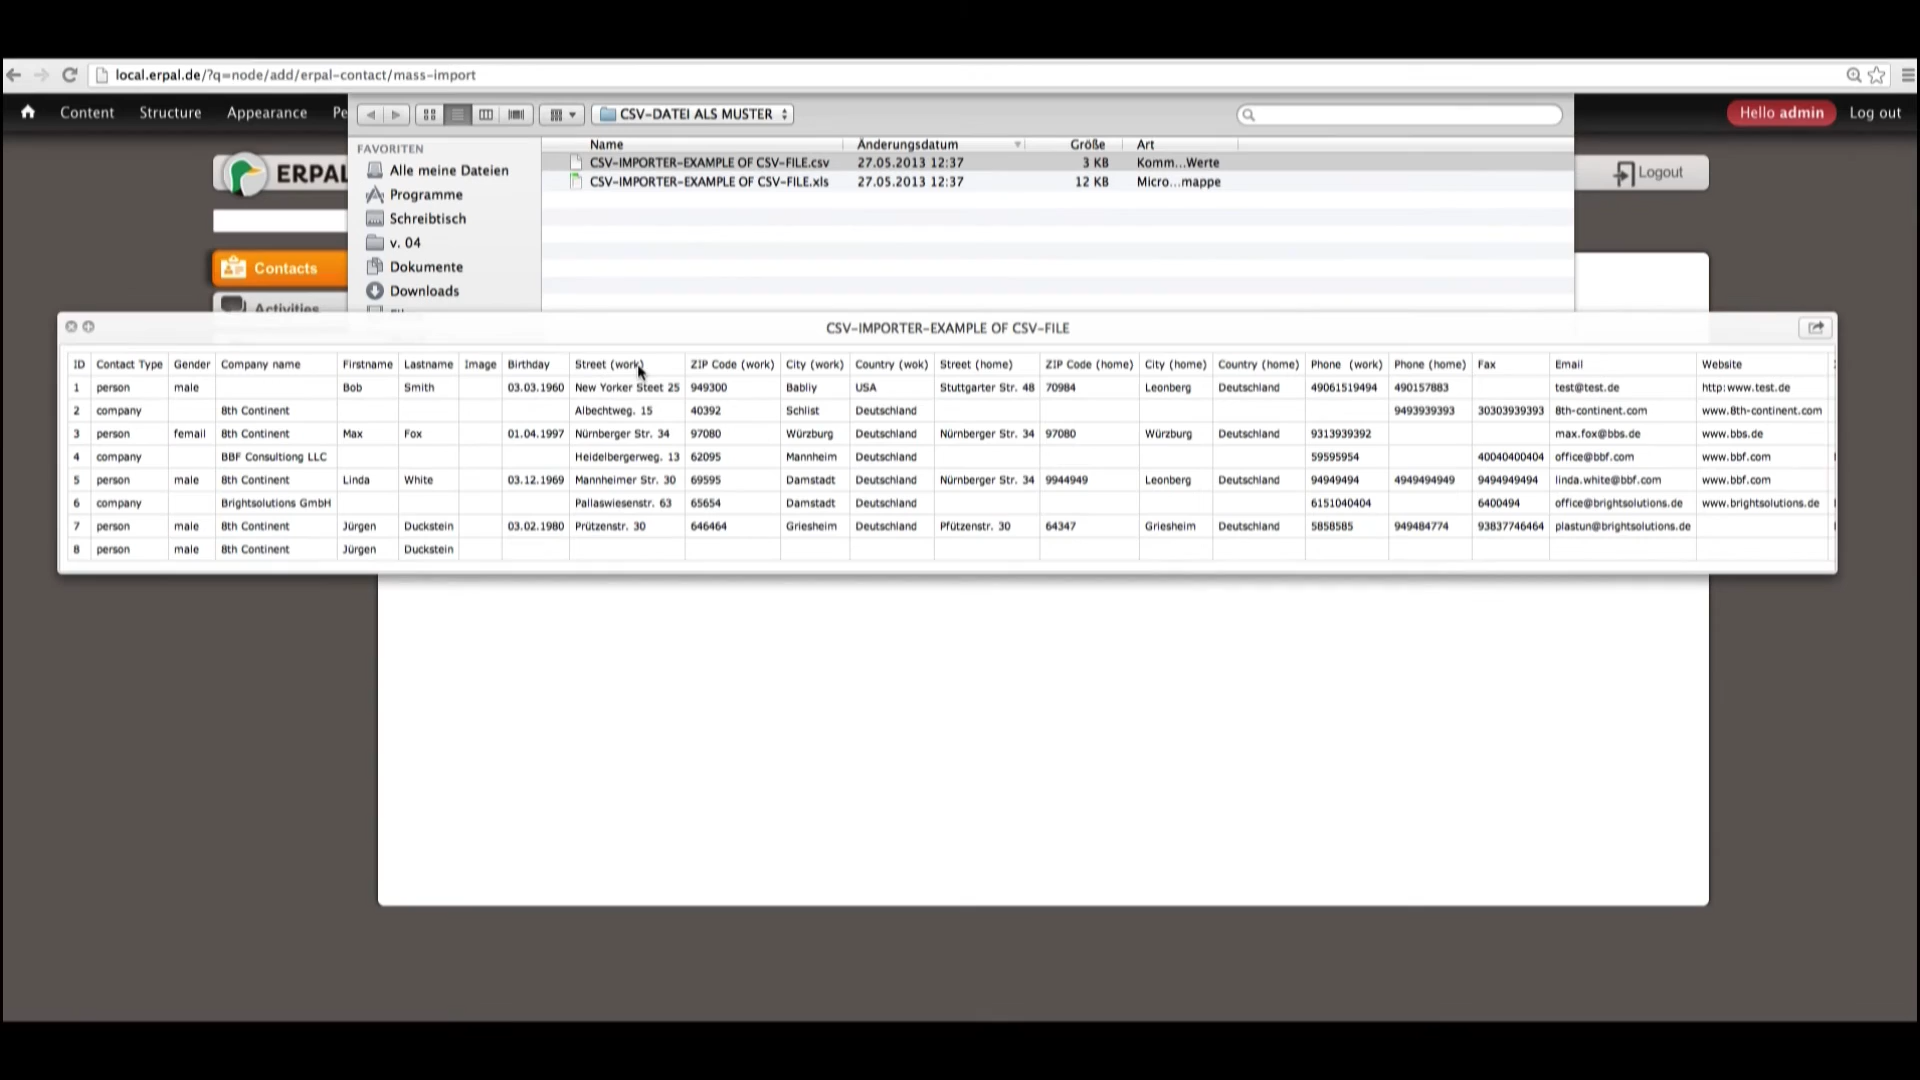 local.erpal.de/?q=node/add/erpal-contact/mass-import
Content Structure Appearance Pe
Hello admin Log out
CSV-DATEI ALS MUSTER
FAVORITEN
Alle meine Dateien
Programme
Schreibtisch
v. 04
Dokumente
Downloads
Name Änderungsdatum Größe Art
CSV-IMPORTER-EXAMPLE OF CSV-FILE.csv 27.05.2013 12:37 3 KB Komm...Werte
CSV-IMPORTER-EXAMPLE OF CSV-FILE.xls 27.05.2013 12:37 12 KB Micro...mappe
ERPAL
Logout
Contacts
Activities
CSV-IMPORTER-EXAMPLE OF CSV-FILE
ID Contact Type Gender Company name Firstname Lastname Image Birthday Street (work) ZIP Code (work) City (work) Country (wok) Street (home) ZIP Code (home) City (home) Country (home) Phone (work) Phone (home) Fax Email Website
1 person male Bob Smith 03.03.1960 New Yorker Steet 25 949300 Babliy USA Stuttgarter Str. 48 70984 Leonberg Deutschland 49061519494 490157883 test@test.de http:www.test.de
2 company 8th Continent Albechtweg. 15 40392 Schlist Deutschland 9493939393 30303939393 8th-continent.com www.8th-continent.com
3 person femail 8th Continent Max Fox 01.04.1997 Nürnberger Str. 34 97080 Würzburg Deutschland Nürnberger Str. 34 97080 Würzburg Deutschland 9313939392 max.fox@bbs.de www.bbs.de
4 company BBF Consultiong LLC Heidelbergerweg. 13 62095 Mannheim Deutschland 59595954 40040400404 office@bbf.com www.bbf.com
5 person male 8th Continent Linda White 03.12.1969 Mannheimer Str. 30 69595 Damstadt Deutschland Nürnberger Str. 34 9944949 Leonberg Deutschland 94949494 4949494949 9494949494 linda.white@bbf.com www.bbf.com
6 company Brightsolutions GmbH Pallaswiesenstr. 63 65654 Damstadt Deutschland 6151040404 6400494 office@brightsolutions.de www.brightsolutions.de
7 person male 8th Continent Jürgen Duckstein 03.02.1980 Prützenstr. 30 646464 Griesheim Deutschland Pfützenstr. 30 64347 Griesheim Deutschland 5858585 949484774 93837746464 plastun@brightsolutions.de
8 person male 8th Continent Jürgen Duckstein